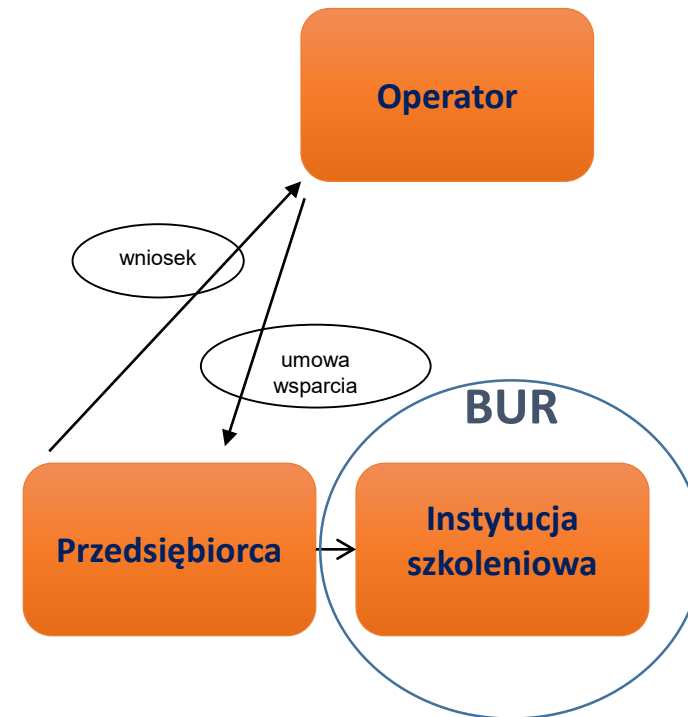 Operator
wniosek
umowa
wsparcia
BUR
Przedsiębiorca
Instytucja
szkoleniowa